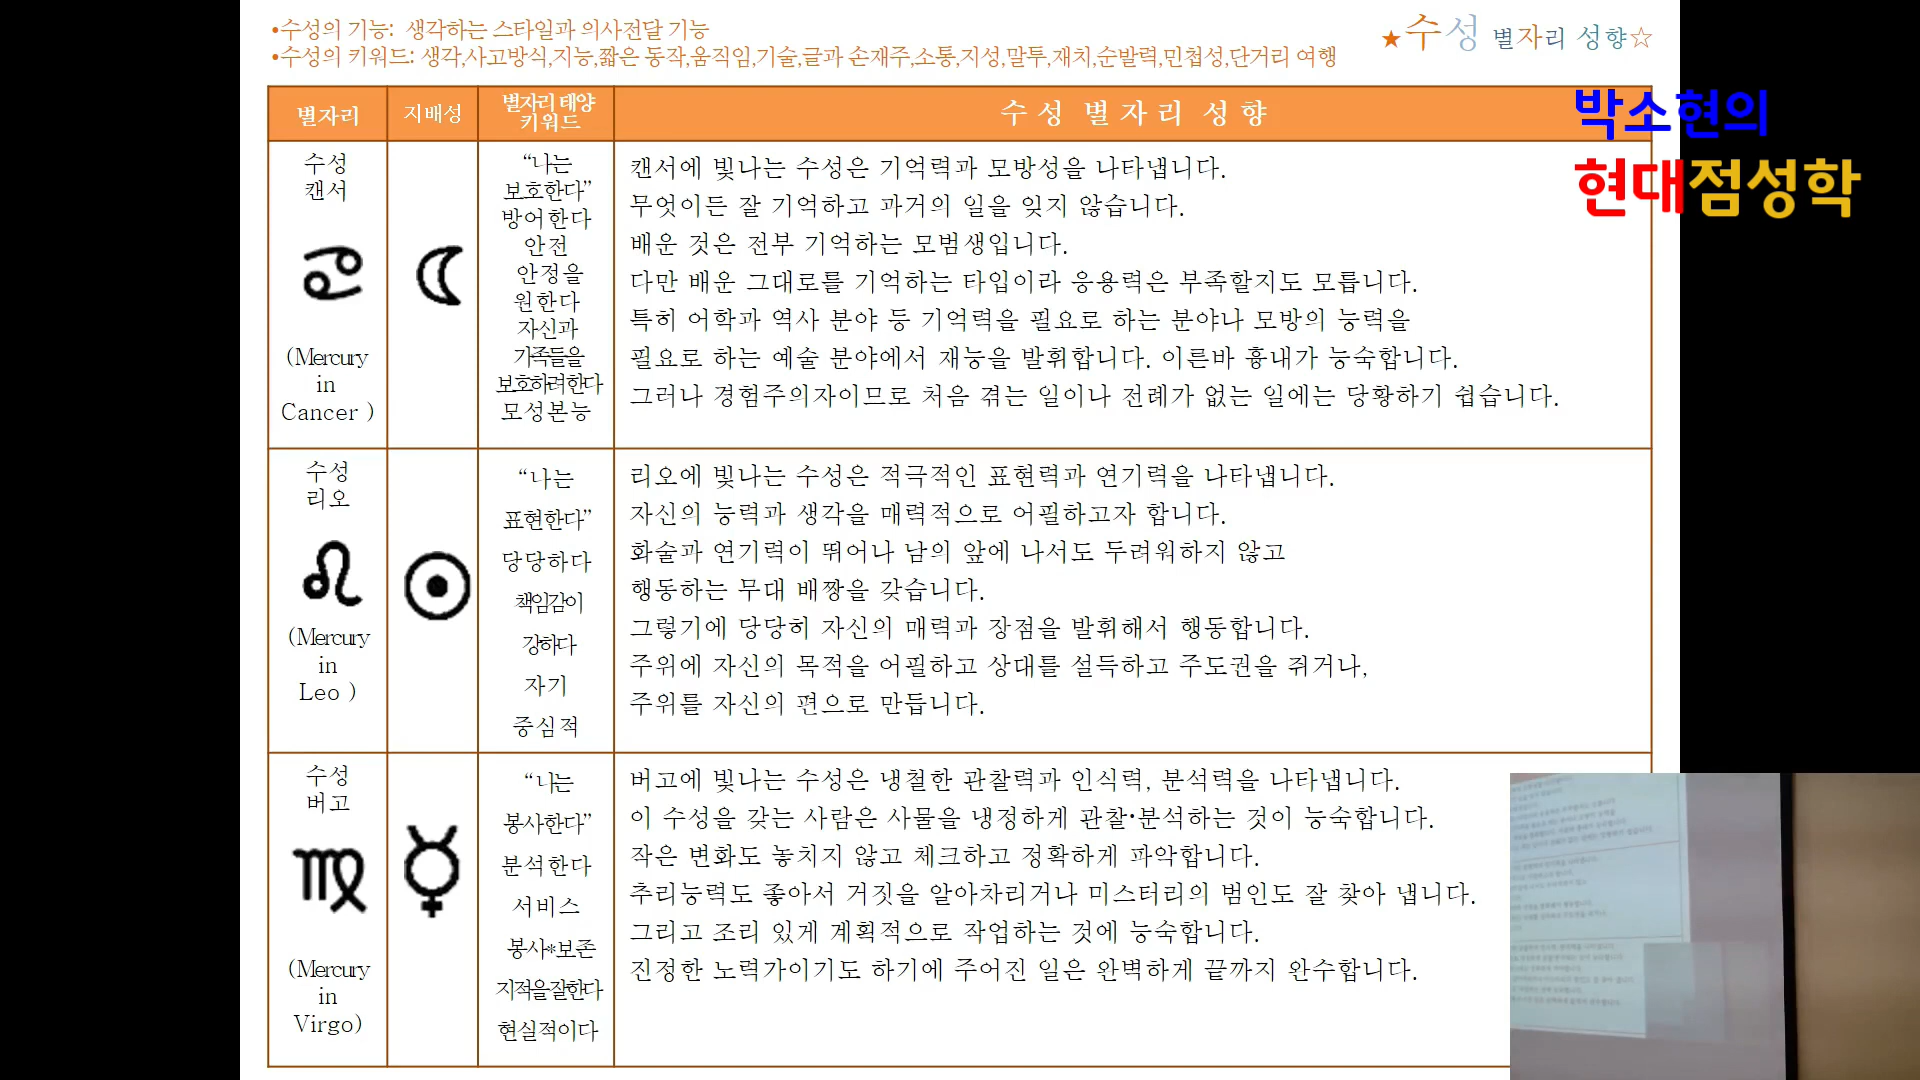 •수성의 기능: 생각하는 스타일과 의사전달 기능
•수성의 키워드: 생각,사고방식,지능,짧은 동작,움직임,기술,글과 손재주,소통,지성,말투,재치,순발력,민첩성,단거리 여행
★수성 별자리 성향☆
박소현의
현대점성학
별자리
지배성
별자리 태양
키워드
수 성 별 자 리 성 향
수성
캔서
(Mercury
in
Cancer )
“나는
보호한다”
방어한다
안전
안정을
원한다
자신과
가족들을
보호하려한다
모성본능
캔서에 빛나는 수성은 기억력과 모방성을 나타냅니다.
무엇이든 잘 기억하고 과거의 일을 잊지 않습니다.
배운 것은 전부 기억하는 모범생입니다.
다만 배운 그대로를 기억하는 타입이라 응용력은 부족할지도 모릅니다.
특히 어학과 역사 분야 등 기억력을 필요로 하는 분야나 모방의 능력을
필요로 하는 예술 분야에서 재능을 발휘합니다. 이른바 흉내가 능숙합니다.
그러나 경험주의자이므로 처음 겪는 일이나 전례가 없는 일에는 당황하기 쉽습니다.
수성
리오
(Mercury
in
Leo )
“나는
표현한다”
당당하다
책임감이
강하다
자기
중심적
리오에 빛나는 수성은 적극적인 표현력과 연기력을 나타냅니다.
자신의 능력과 생각을 매력적으로 어필하고자 합니다.
화술과 연기력이 뛰어나 남의 앞에 나서도 두려워하지 않고
행동하는 무대 배짱을 갖습니다.
그렇기에 당당히 자신의 매력과 장점을 발휘해서 행동합니다.
주위에 자신의 목적을 어필하고 상대를 설득하고 주도권을 쥐거나,
주위를 자신의 편으로 만듭니다.
수성
버고
(Mercury
in
Virgo)
“나는
봉사한다”
분석한다
서비스
봉사*보존
지적을잘한다
현실적이다
버고에 빛나는 수성은 냉철한 관찰력과 인식력, 분석력을 나타냅니다.
이 수성을 갖는 사람은 사물을 냉정하게 관찰•분석하는 것이 능숙합니다.
작은 변화도 놓치지 않고 체크하고 정확하게 파악합니다.
추리능력도 좋아서 거짓을 알아차리거나 미스터리의 범인도 잘 찾아 냅니다.
그리고 조리 있게 계획적으로 작업하는 것에 능숙합니다.
진정한 노력가이기도 하기에 주어진 일은 완벽하게 끝까지 완수합니다.